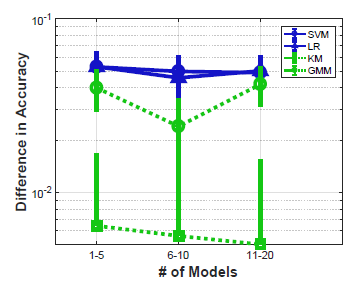 10-1
SVM
LR
KM
GMM
Difference in Accuracy
10-2
1-5
6-10
11-20
# of Models